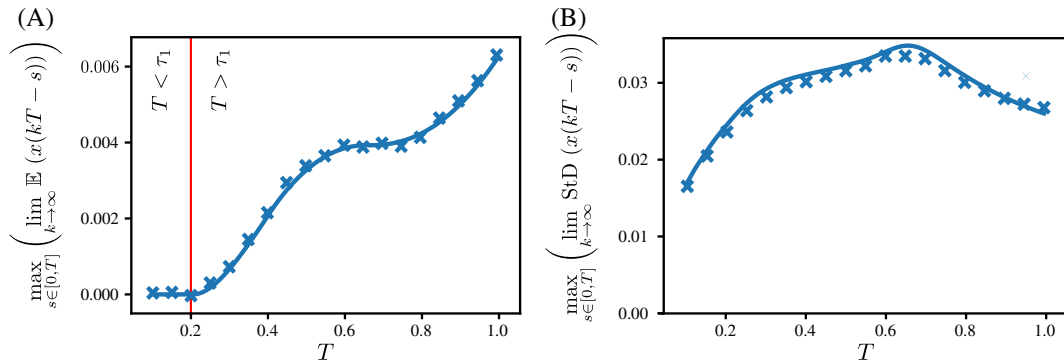 (A)
max s∈[0,T] ( lim k→∞ 𝔼 (x(kT − s)) )
0.006
0.004
0.002
0.000
T < τ₁
T > τ₁
0.2 0.4 0.6 0.8 1.0
T
(B)
max s∈[0,T] ( lim k→∞ StD (x(kT − s)) )
0.03
0.02
0.01
0.00
0.2 0.4 0.6 0.8 1.0
T